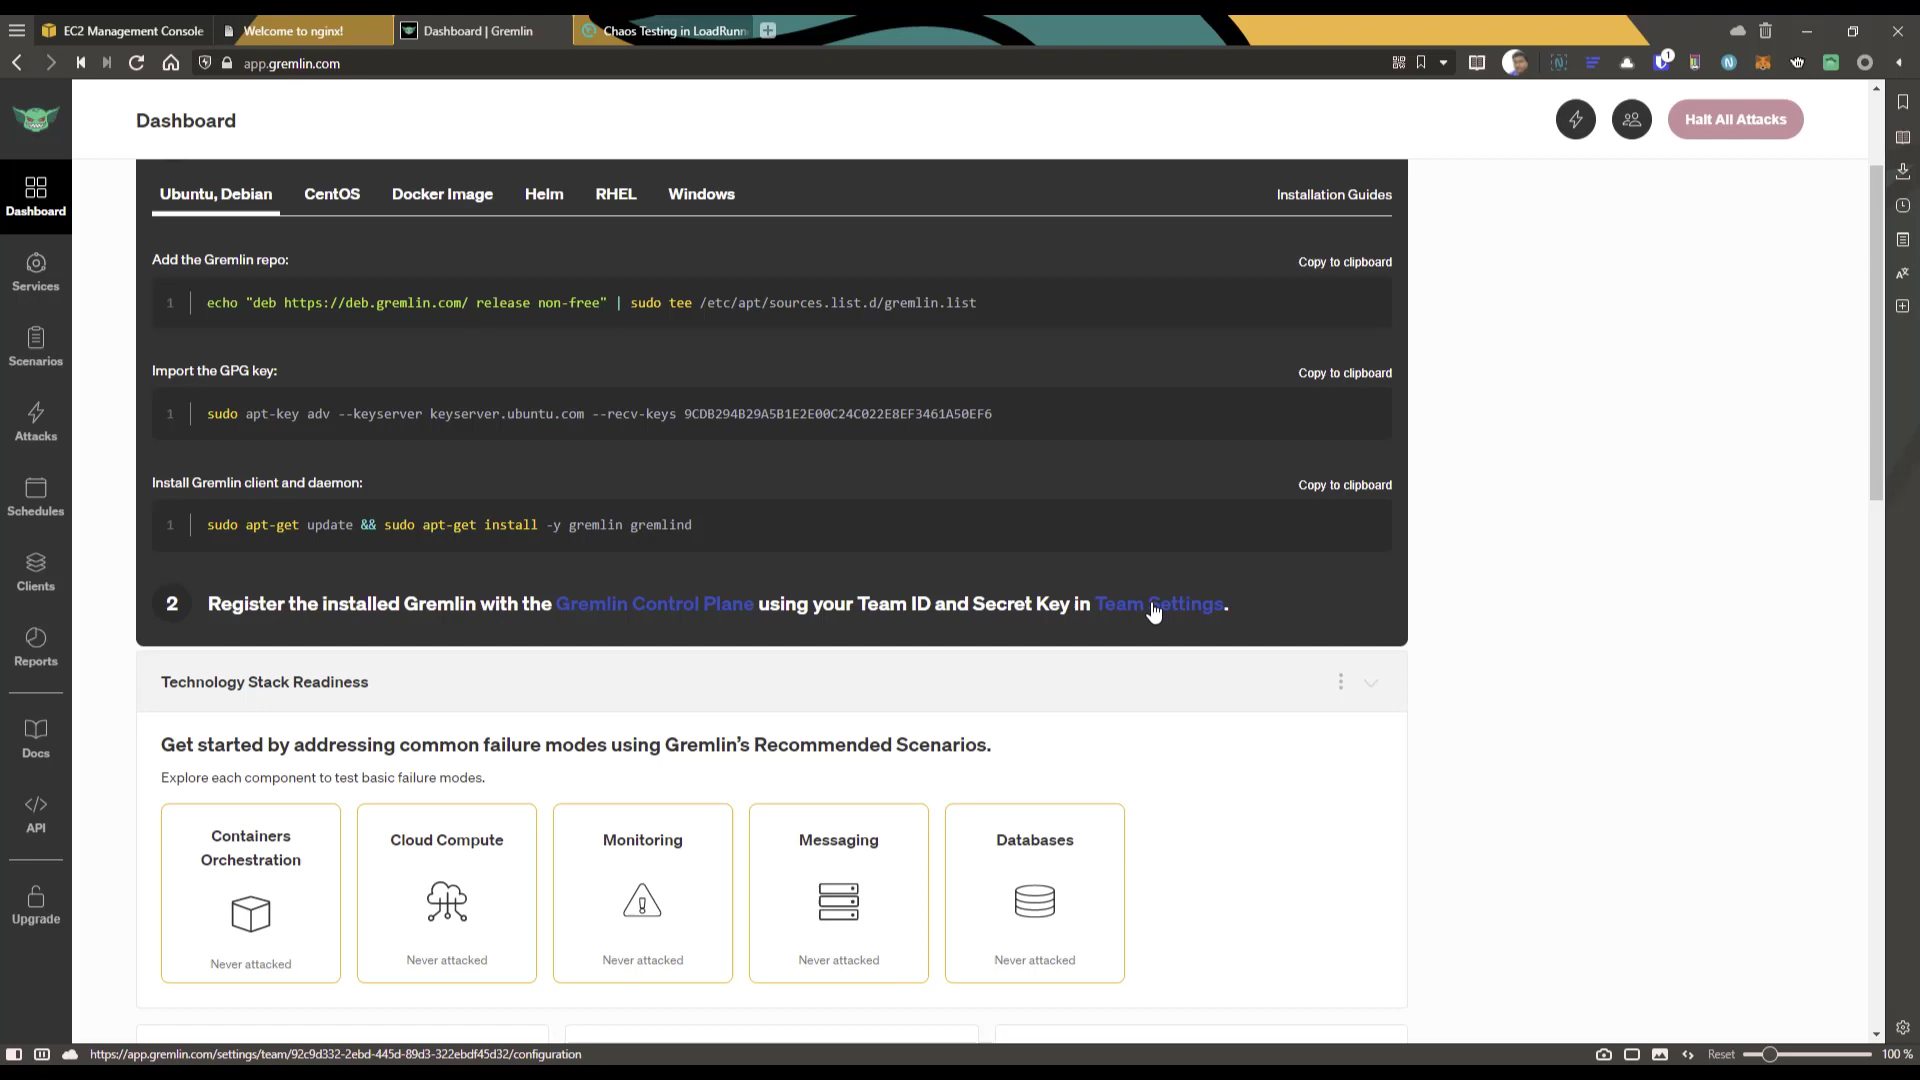 EC2 Management Console
Welcome to nginx!
Dashboard | Gremlin
Chaos Testing in LoadRunn
app.gremlin.com
1
Dashboard
Halt All Attacks
Dashboard
Services
Scenarios
Attacks
Schedules
Clients
Reports
Docs
API
Upgrade
Ubuntu, Debian
CentOS
Docker Image
Helm
RHEL
Windows
Installation Guides
Add the Gremlin repo:
Copy to clipboard
1 echo "deb https://deb.gremlin.com/ release non-free" | sudo tee /etc/apt/sources.list.d/gremlin.list
Import the GPG key:
Copy to clipboard
1 sudo apt-key adv --keyserver keyserver.ubuntu.com --recv-keys 9CDB294B29A5B1E2E00C24C022E8EF3461A50EF6
Install Gremlin client and daemon:
Copy to clipboard
1 sudo apt-get update && sudo apt-get install -y gremlin gremlind
2 Register the installed Gremlin with the Gremlin Control Plane using your Team ID and Secret Key in Team Settings.
Technology Stack Readiness
Get started by addressing common failure modes using Gremlin's Recommended Scenarios.
Explore each component to test basic failure modes.
Containers
Orchestration
Never attacked
Cloud Compute
Never attacked
Monitoring
Never attacked
Messaging
Never attacked
Databases
Never attacked
https://app.gremlin.com/settings/team/92c9d332-2ebd-445d-89d3-322ebdf45d32/configuration
Reset
100 %